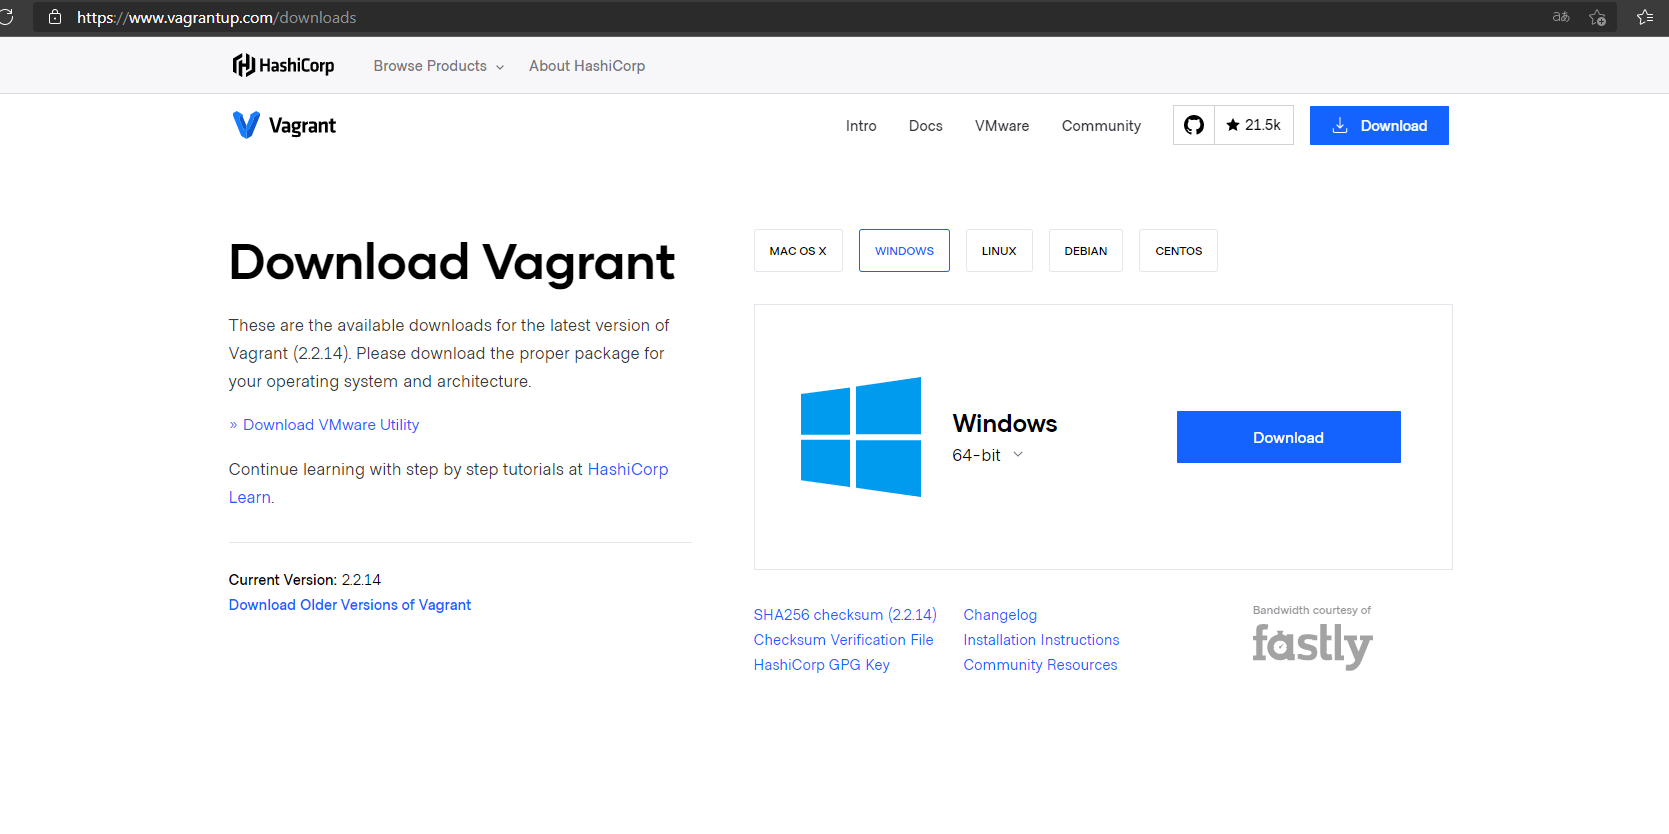 https://www.vagrantup.com/downloads
HashiCorp
Browse Products
About HashiCorp
Vagrant
Intro
Docs
VMware
Community
21.5k
Download
Download Vagrant
These are the available downloads for the latest version of
Vagrant (2.2.14). Please download the proper package for
your operating system and architecture.
» Download VMware Utility
Continue learning with step by step tutorials at HashiCorp
Learn.
Current Version: 2.2.14
Download Older Versions of Vagrant
MAC OS X
WINDOWS
LINUX
DEBIAN
CENTOS
Windows
64-bit
Download
SHA256 checksum (2.2.14)
Checksum Verification File
HashiCorp GPG Key
Changelog
Installation Instructions
Community Resources
Bandwidth courtesy of
fastly